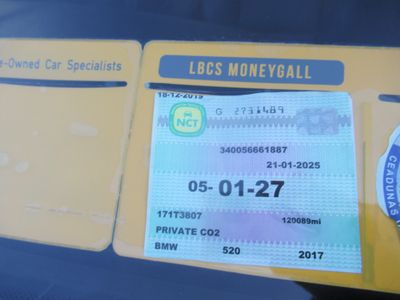 e-Owned Car Specialists
LBCS MONEYGALL
18-12-2019
NCT
G 2731489
340056661887
21-01-2025
05- 01-27
171T3807
120089mi
PRIVATE CO2
BMW 520 2017
CEADUNAS